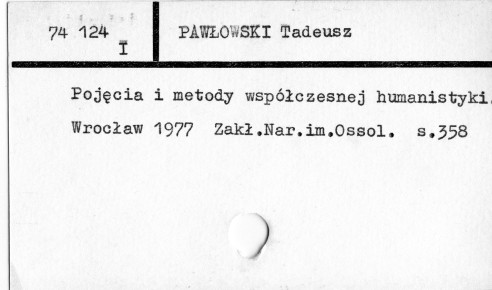 74 124 PAWŁOWSKI Tadeusz
I
Pojęcia i metody współczesnej humanistyki.
Wrocław 1977 Zakł.Nar.im.Ossol. s.358